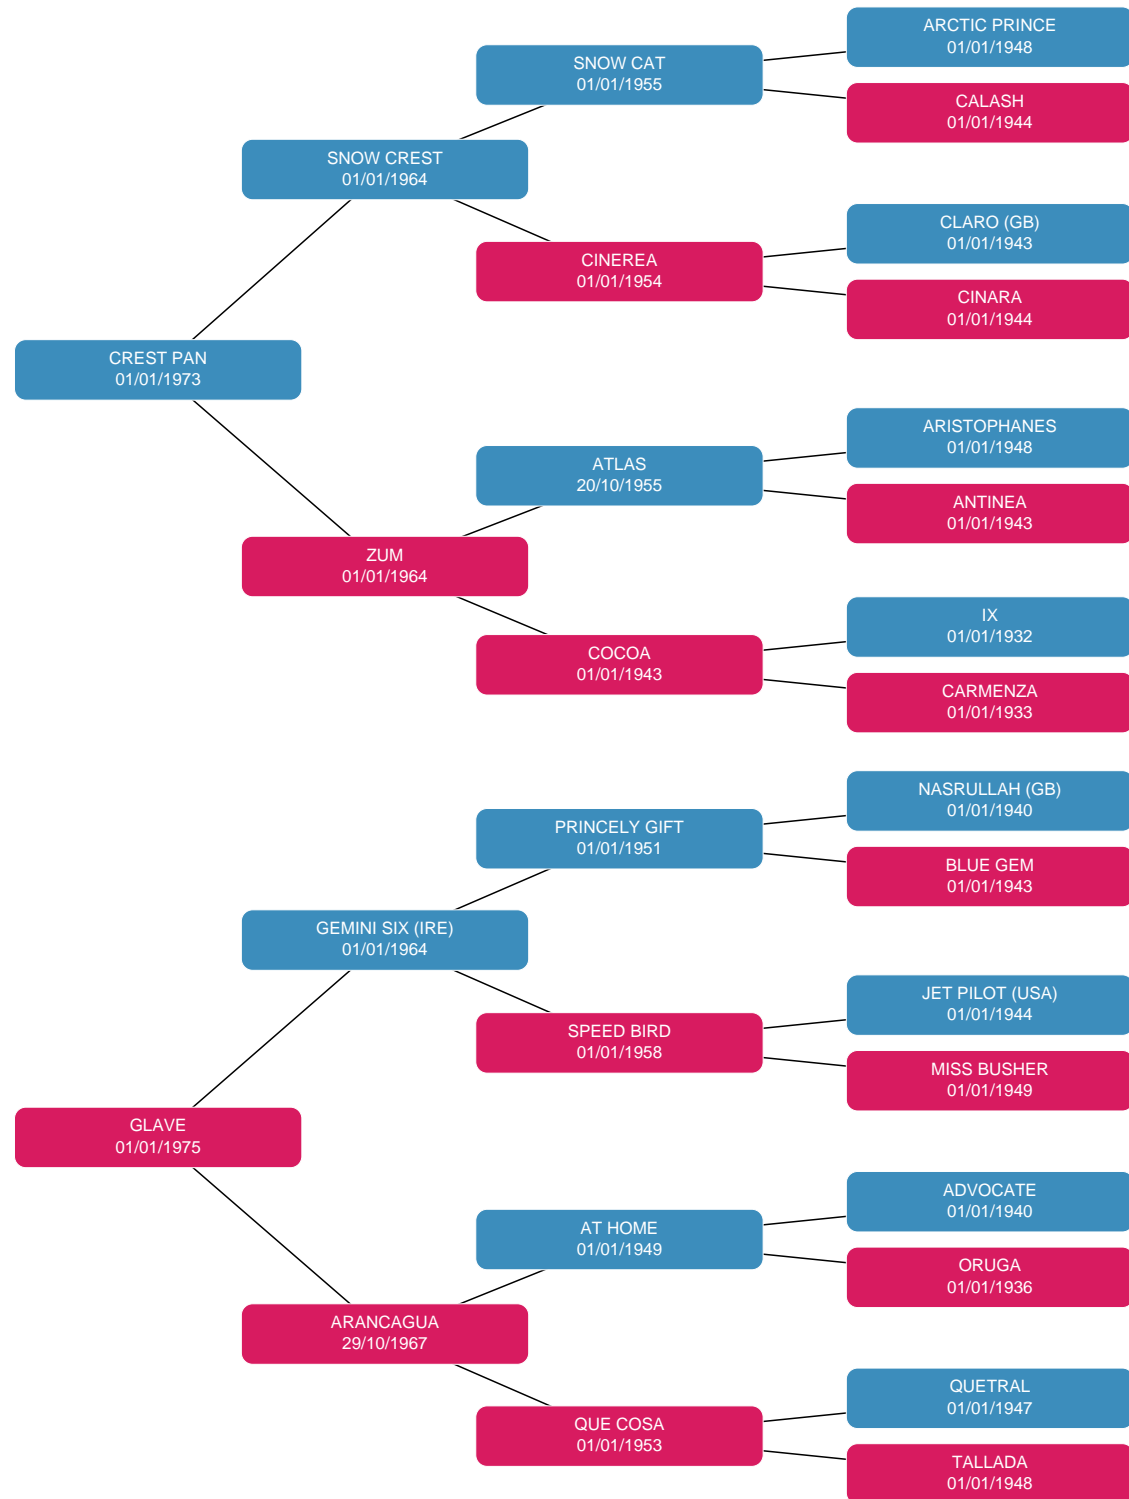 ARCTIC PRINCE
01/01/1948
SNOW CAT
01/01/1955
CALASH
01/01/1944
SNOW CREST
01/01/1964
CLARO (GB)
01/01/1943
CINEREA
01/01/1954
CINARA
01/01/1944
CREST PAN
01/01/1973
ARISTOPHANES
01/01/1948
ATLAS
20/10/1955
ANTINEA
01/01/1943
ZUM
01/01/1964
IX
01/01/1932
COCOA
01/01/1943
CARMENZA
01/01/1933
NASRULLAH (GB)
01/01/1940
PRINCELY GIFT
01/01/1951
BLUE GEM
01/01/1943
GEMINI SIX (IRE)
01/01/1964
JET PILOT (USA)
01/01/1944
SPEED BIRD
01/01/1958
MISS BUSHER
01/01/1949
GLAVE
01/01/1975
ADVOCATE
01/01/1940
AT HOME
01/01/1949
ORUGA
01/01/1936
ARANCAGUA
29/10/1967
QUETRAL
01/01/1947
QUE COSA
01/01/1953
TALLADA
01/01/1948